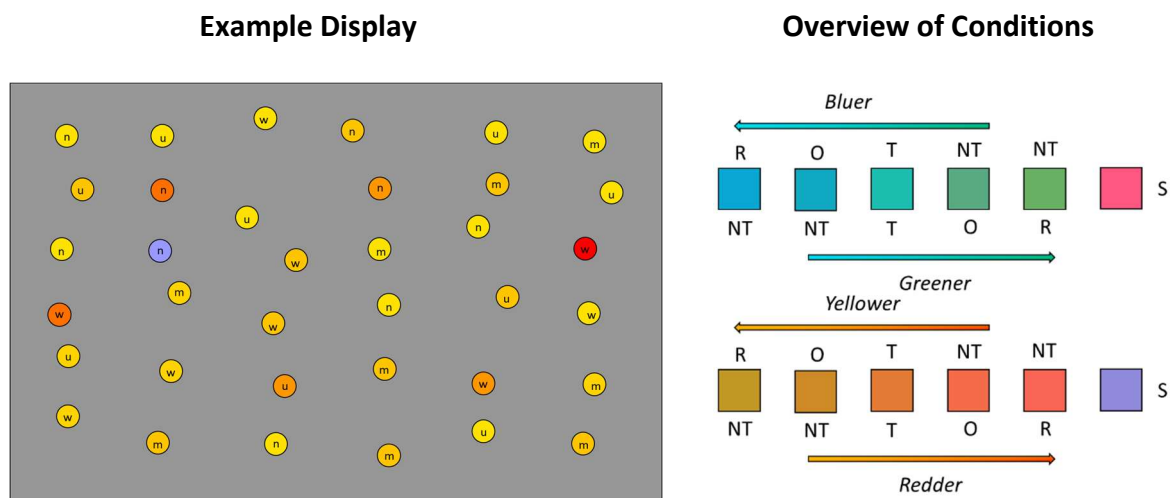 Example Display
Overview of Conditions
n u w n u m
u n n m u
u n
n n w m w
w m w n u w
u w u m w m
w m n m u m
Bluer
R O T NT NT
S
NT NT T O R
Greener
Yellower
R O T NT NT
S
NT NT T O R
Redder